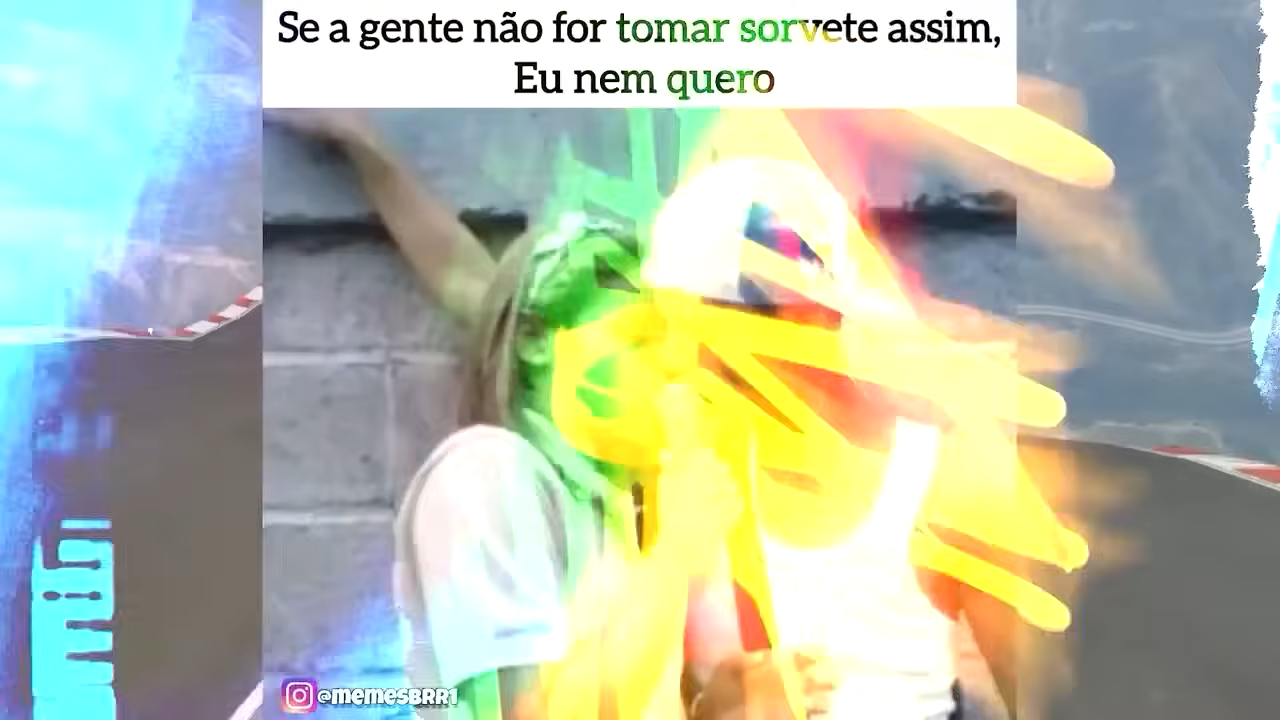 Se a gente não for tomar sorvete assim,
Eu nem quero
@memesBRR1